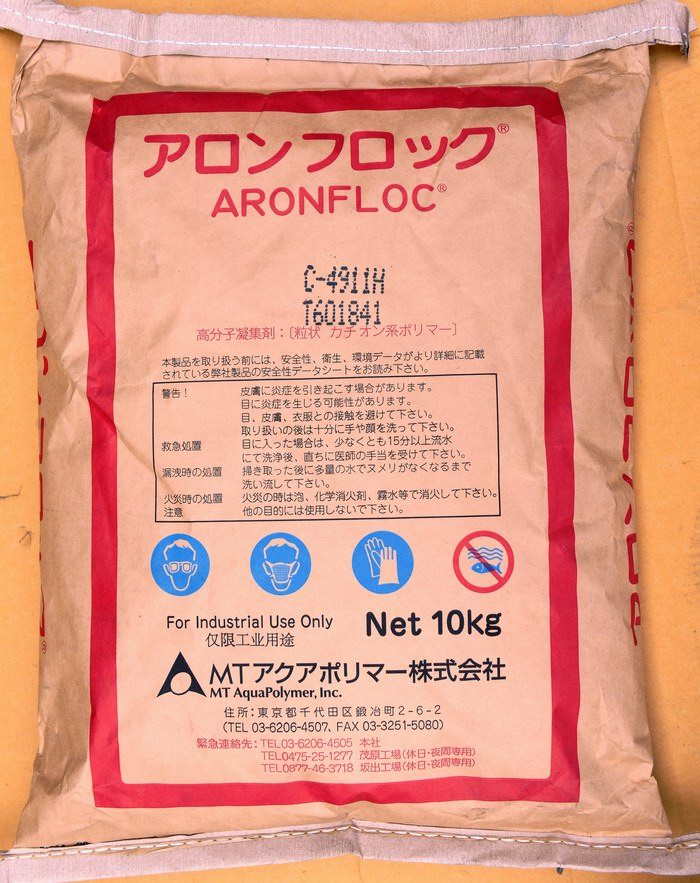 アロンフロック®
ARONFLOC®
C-4911H
T601841
高分子凝集剤：〔粒状 カチオン系ポリマー〕
本製品を取り扱う前には、安全性、衛生、環境データがより詳細に記載
されている弊社製品の安全性データシートをお読み下さい。
警告！ 皮膚に炎症を引き起こす場合があります。
目に炎症を生じる可能性があります。
目、皮膚、衣服との接触を避けて下さい。
取り扱いの後は十分に手や顔を洗って下さい。
救急処置 目に入った場合は、少なくとも15分以上流水
にて洗浄後、直ちに医師の手当を受けて下さい。
漏洩時の処置 掃き取った後に多量の水でヌメリがなくなるまで
洗い流して下さい。
火災時の処置 火災の時は泡、化学消火剤、霧水等で消火して下さい。
注意 他の目的には使用しないで下さい。
For Industrial Use Only
仅限工业用途
Net 10kg
MTアクアポリマー株式会社
MT AquaPolymer, Inc.
住所：東京都千代田区鍛冶町2-6-2
(TEL 03-6206-4507, FAX 03-3251-5080)
緊急連絡先：TEL03-6206-4505 本社
TEL0475-25-1277 茂原工場(休日・夜間専用)
TEL0877-46-3718 坂出工場(休日・夜間専用)